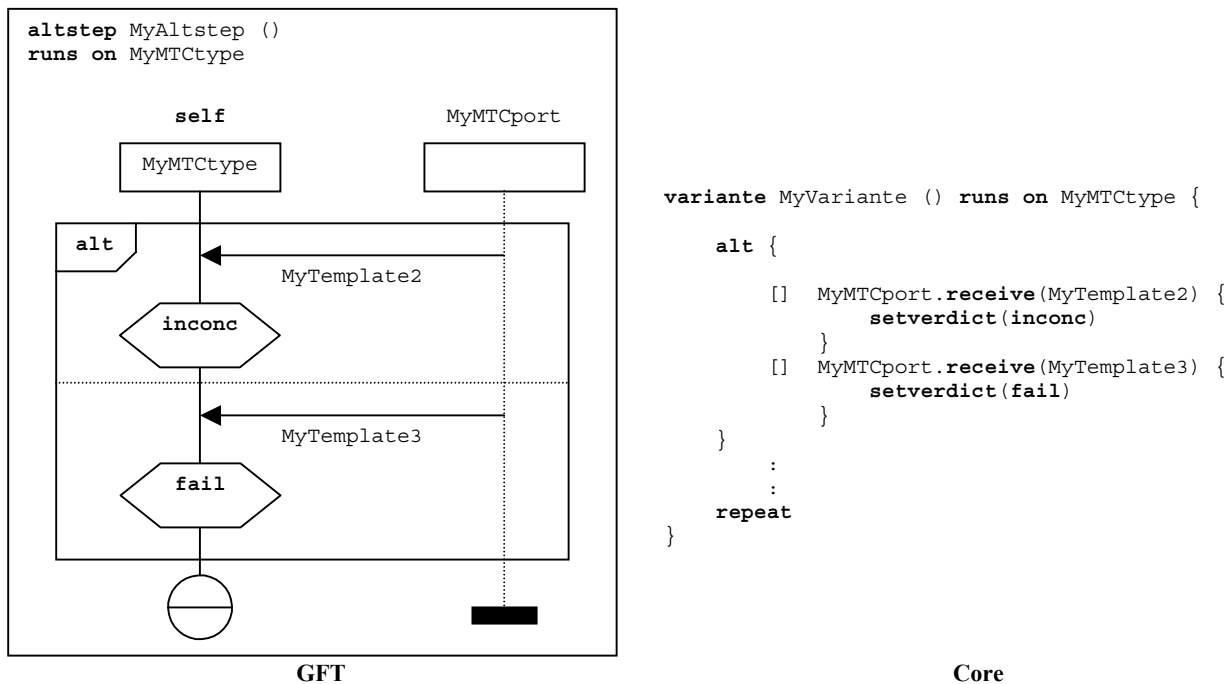 altstep MyAltstep ()
runs on MyMTCtype
self
MyMTCport
MyMTCtype
alt
MyTemplate2
inconc
MyTemplate3
fail
GFT
variante MyVariante () runs on MyMTCtype {
alt {
[] MyMTCport.receive(MyTemplate2) {
setverdict(inconc)
}
[] MyMTCport.receive(MyTemplate3) {
setverdict(fail)
}
}
:
:
repeat
}
Core